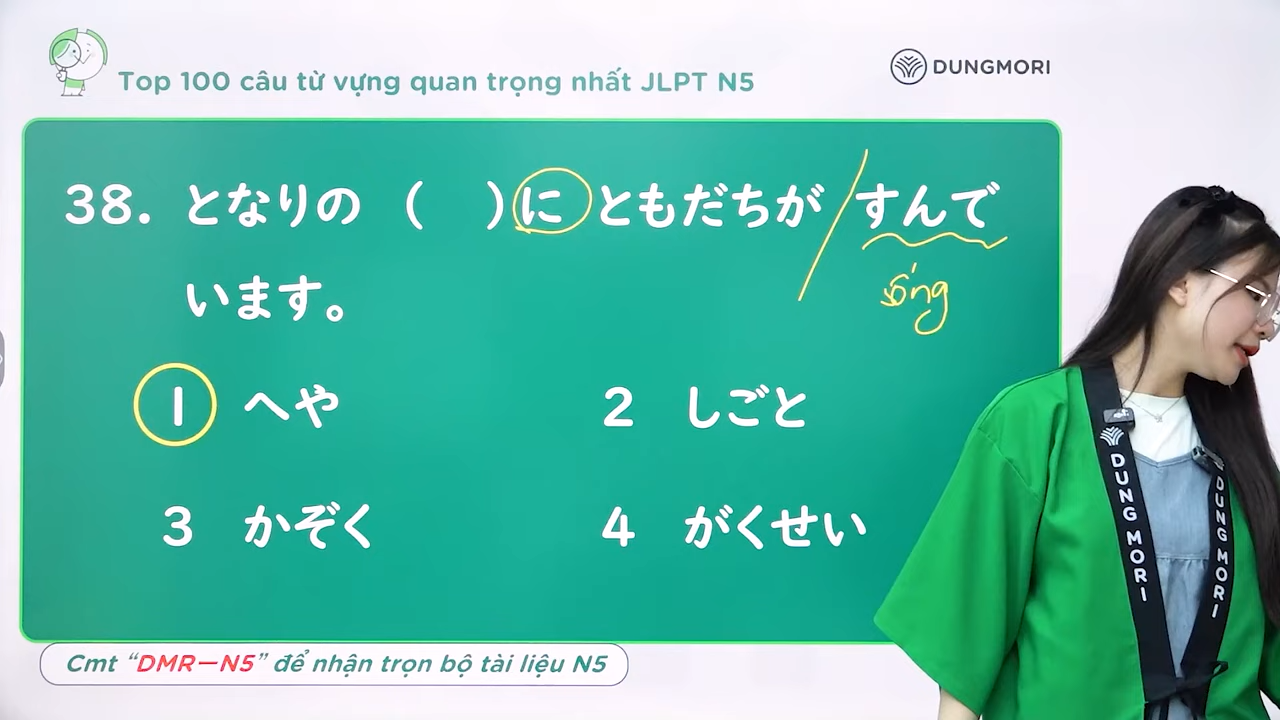 Top 100 câu từ vựng quan trọng nhất JLPT N5
DUNGMORI
38. となりの ( )に ともだちが すんで
います。
sống
1 へや
2 しごと
3 かぞく
4 がくせい
Cmt “DMR–N5” để nhận trọn bộ tài liệu N5
DUNG MORI
DUNG MORI